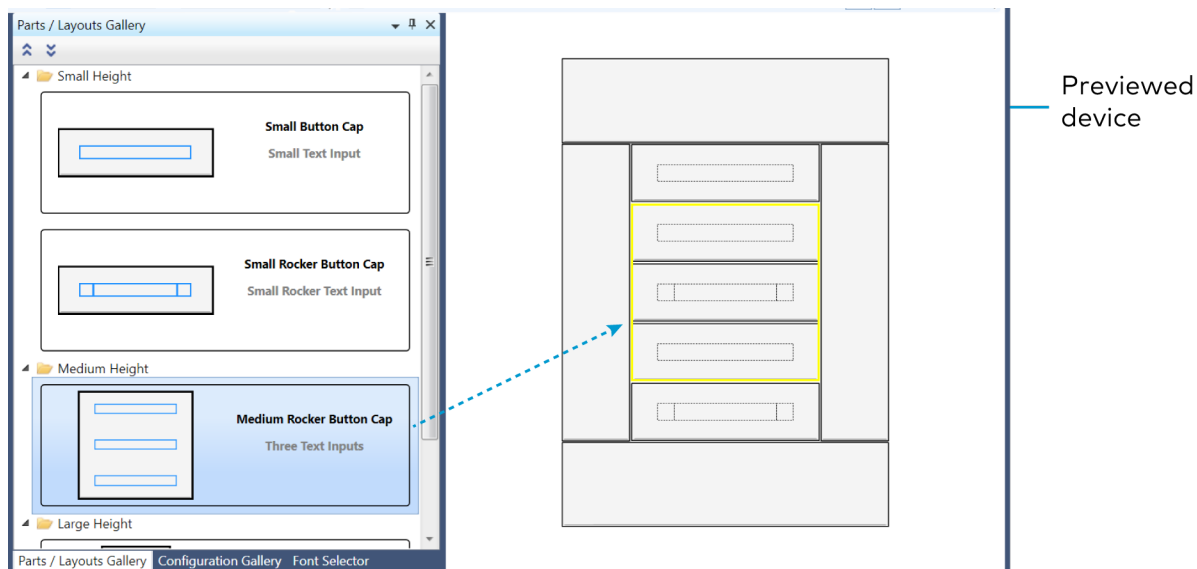 Parts / Layouts Gallery
Small Height
Small Button Cap
Small Text Input
Small Rocker Button Cap
Small Rocker Text Input
Medium Height
Medium Rocker Button Cap
Three Text Inputs
Large Height
Parts / Layouts Gallery Configuration Gallery Font Selector
Previewed
device